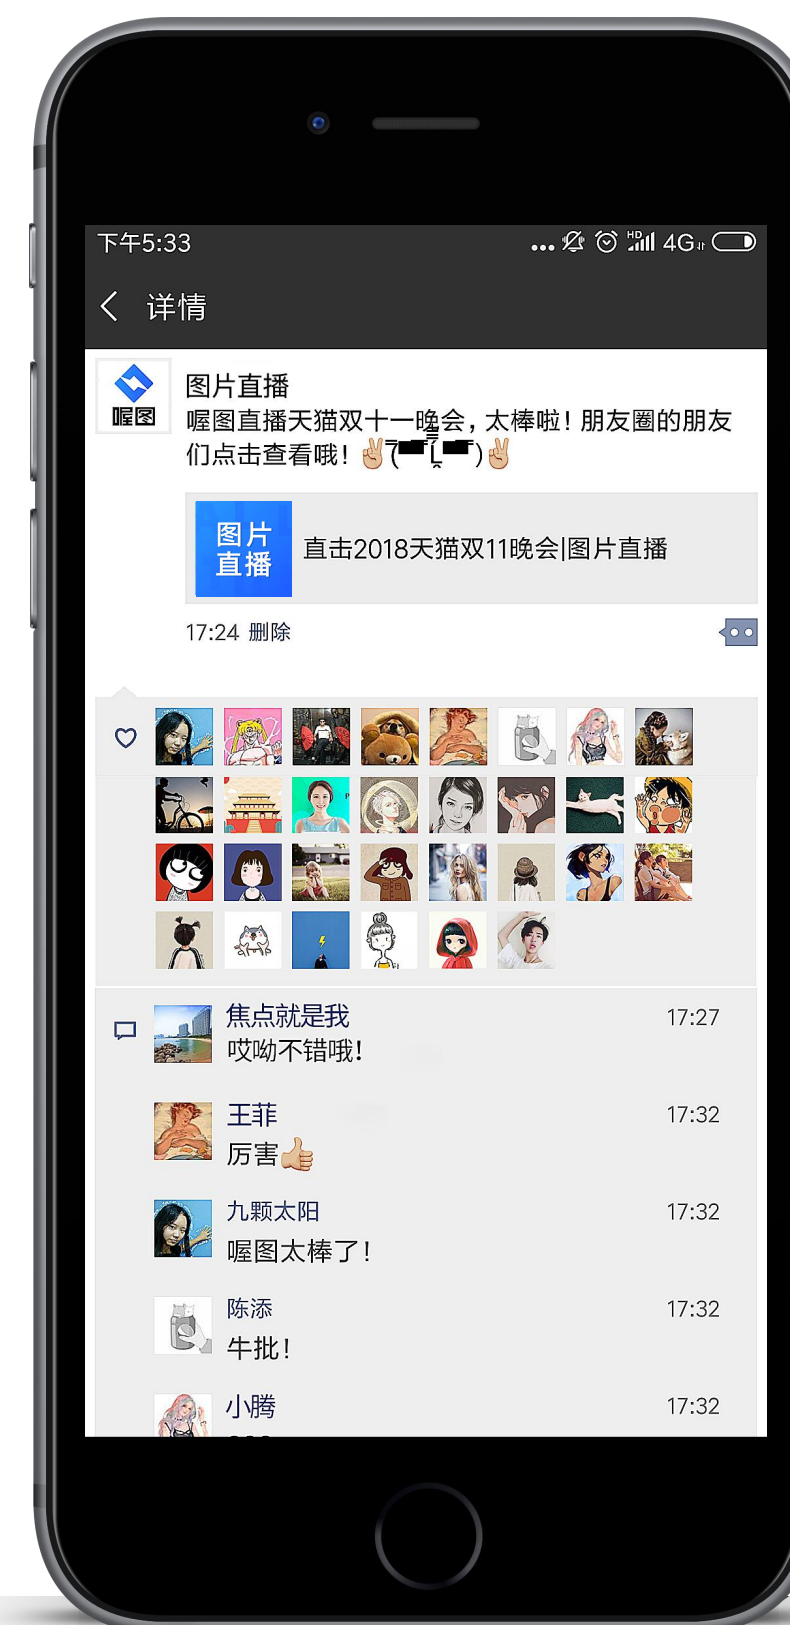 下午5:33
HD 4G
详情
喔图
图片直播
喔图直播天猫双十一晚会，太棒啦！朋友圈的朋友
们点击查看哦！
图片
直播
直击2018天猫双11晚会|图片直播
17:24 删除
焦点就是我 17:27
哎呦不错哦！
王菲 17:32
厉害👍🏼
九颗太阳 17:32
喔图太棒了！
陈添 17:32
牛批！
小腾 17:32